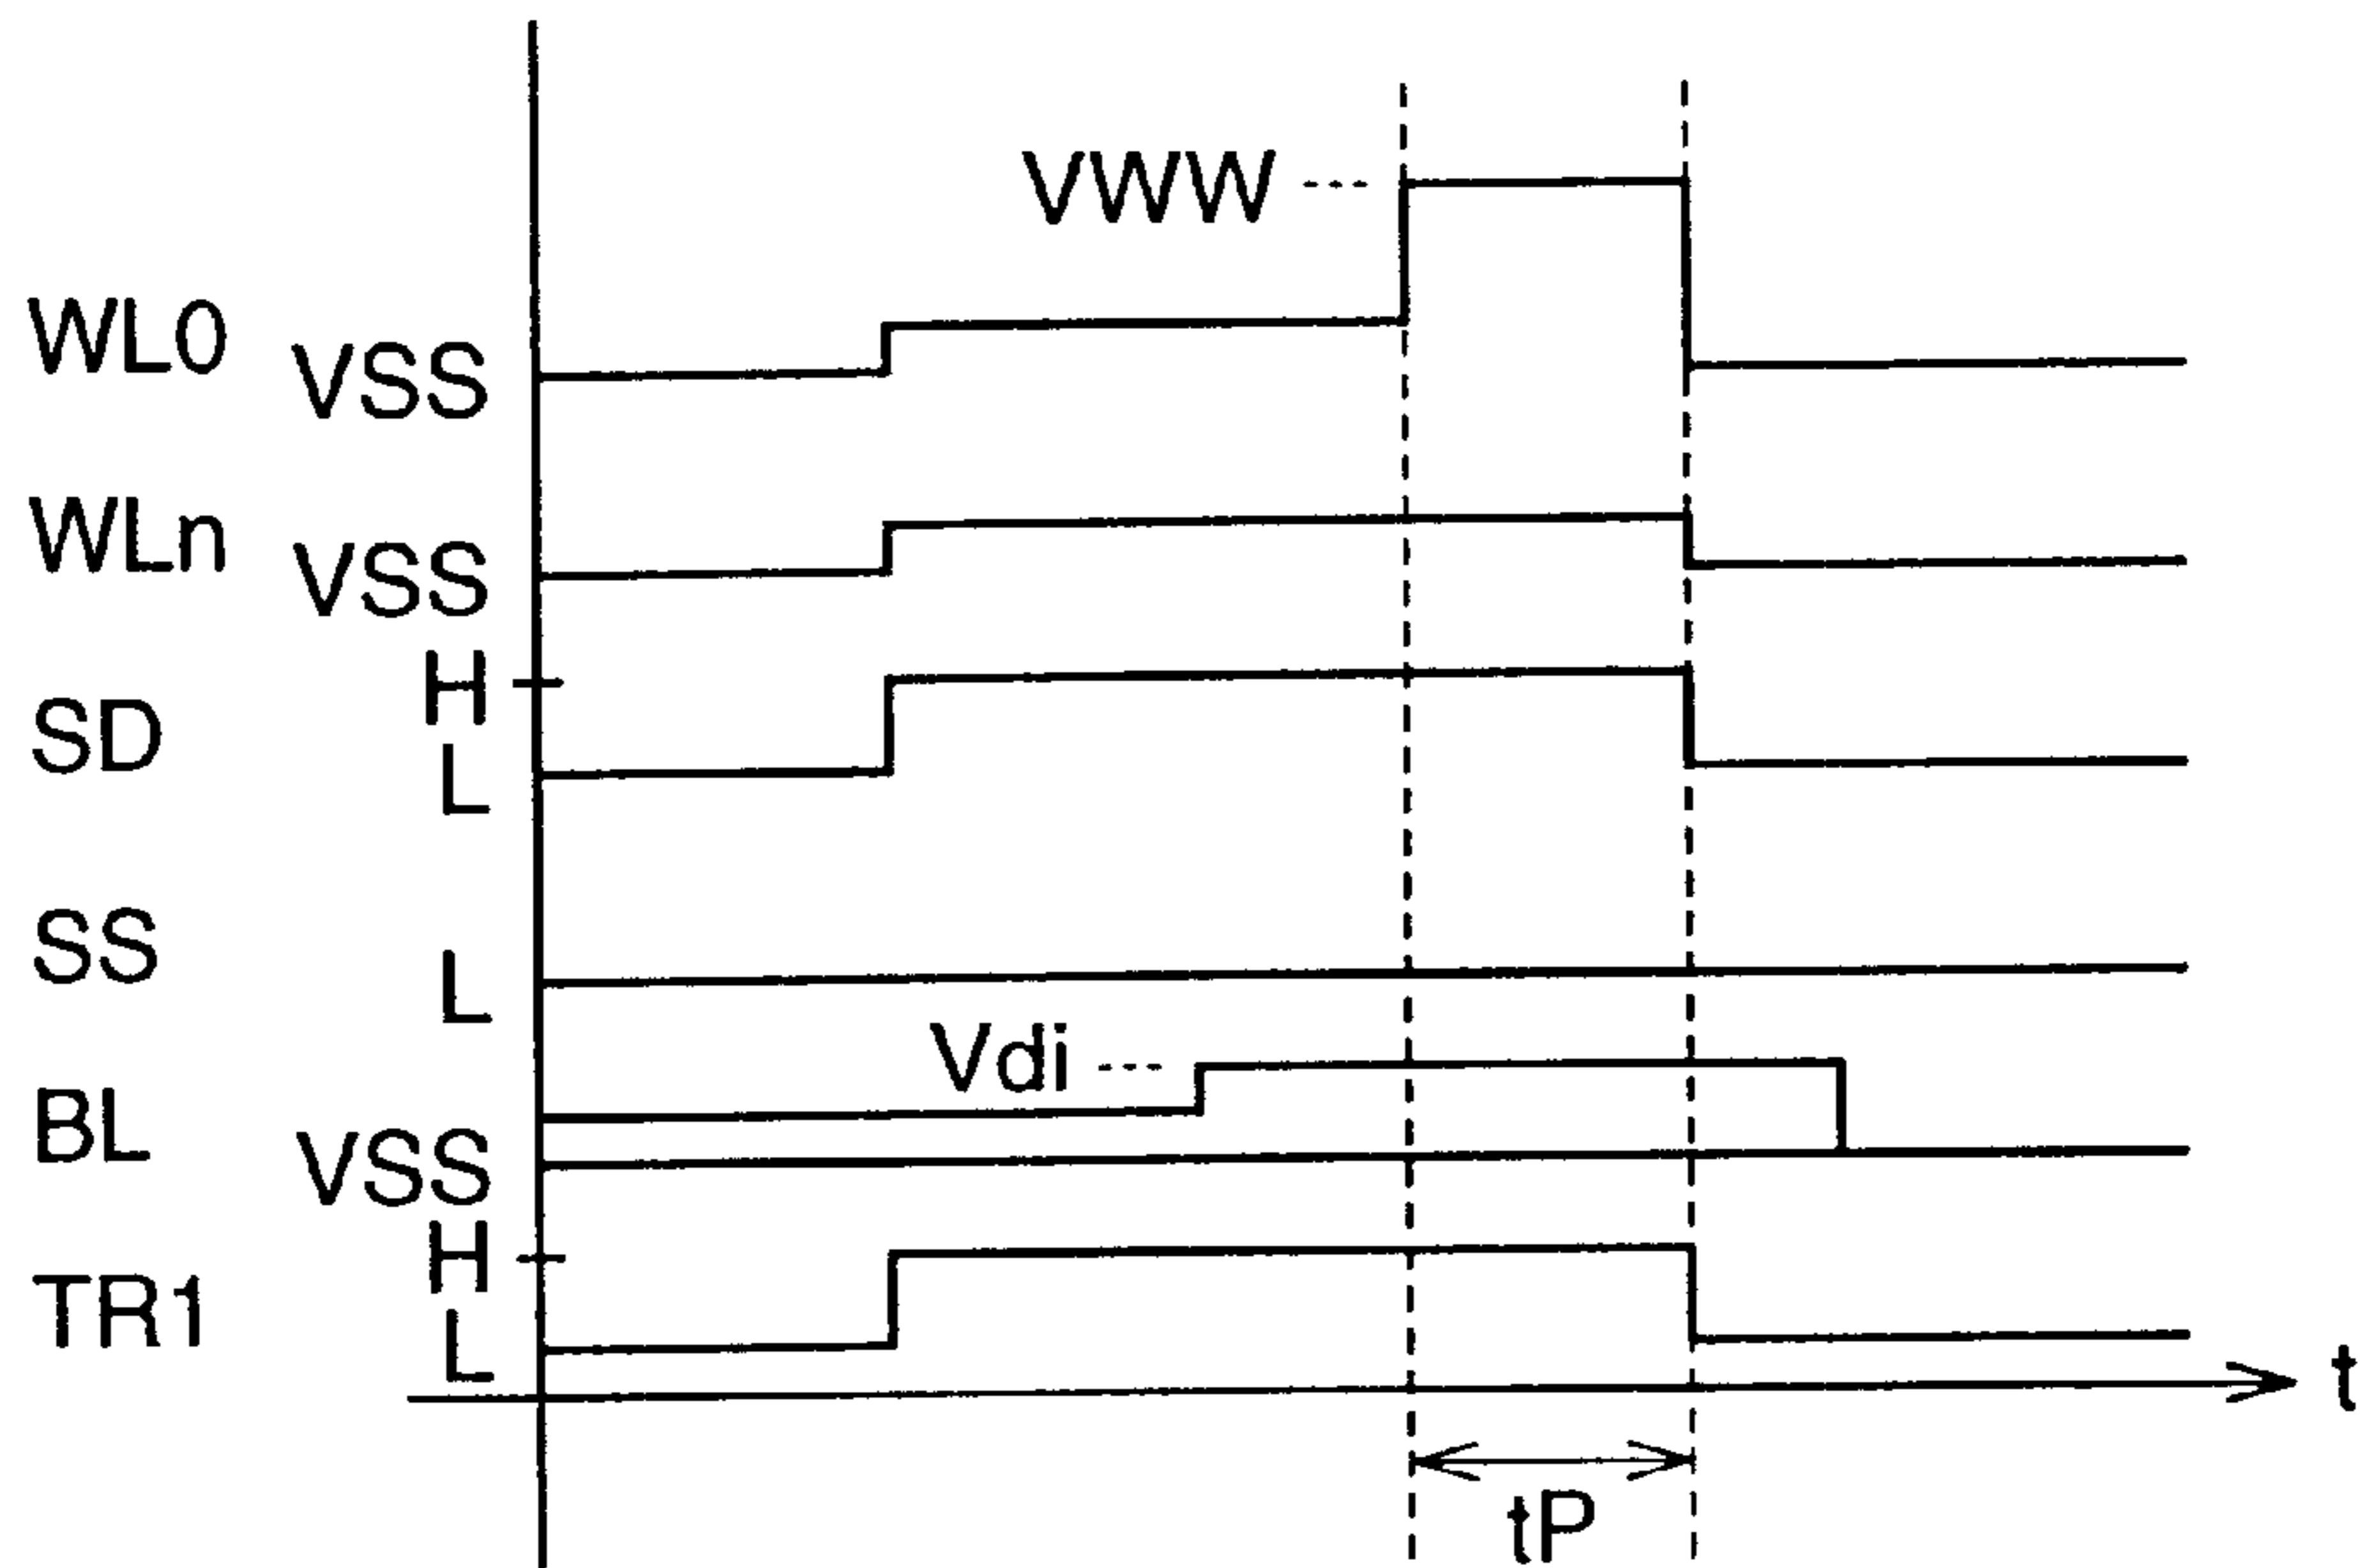 VWW ---
WL0 VSS
WLn VSS
H
SD
L
SS L
Vdi ---
BL VSS
H
TR1
L
t
tP